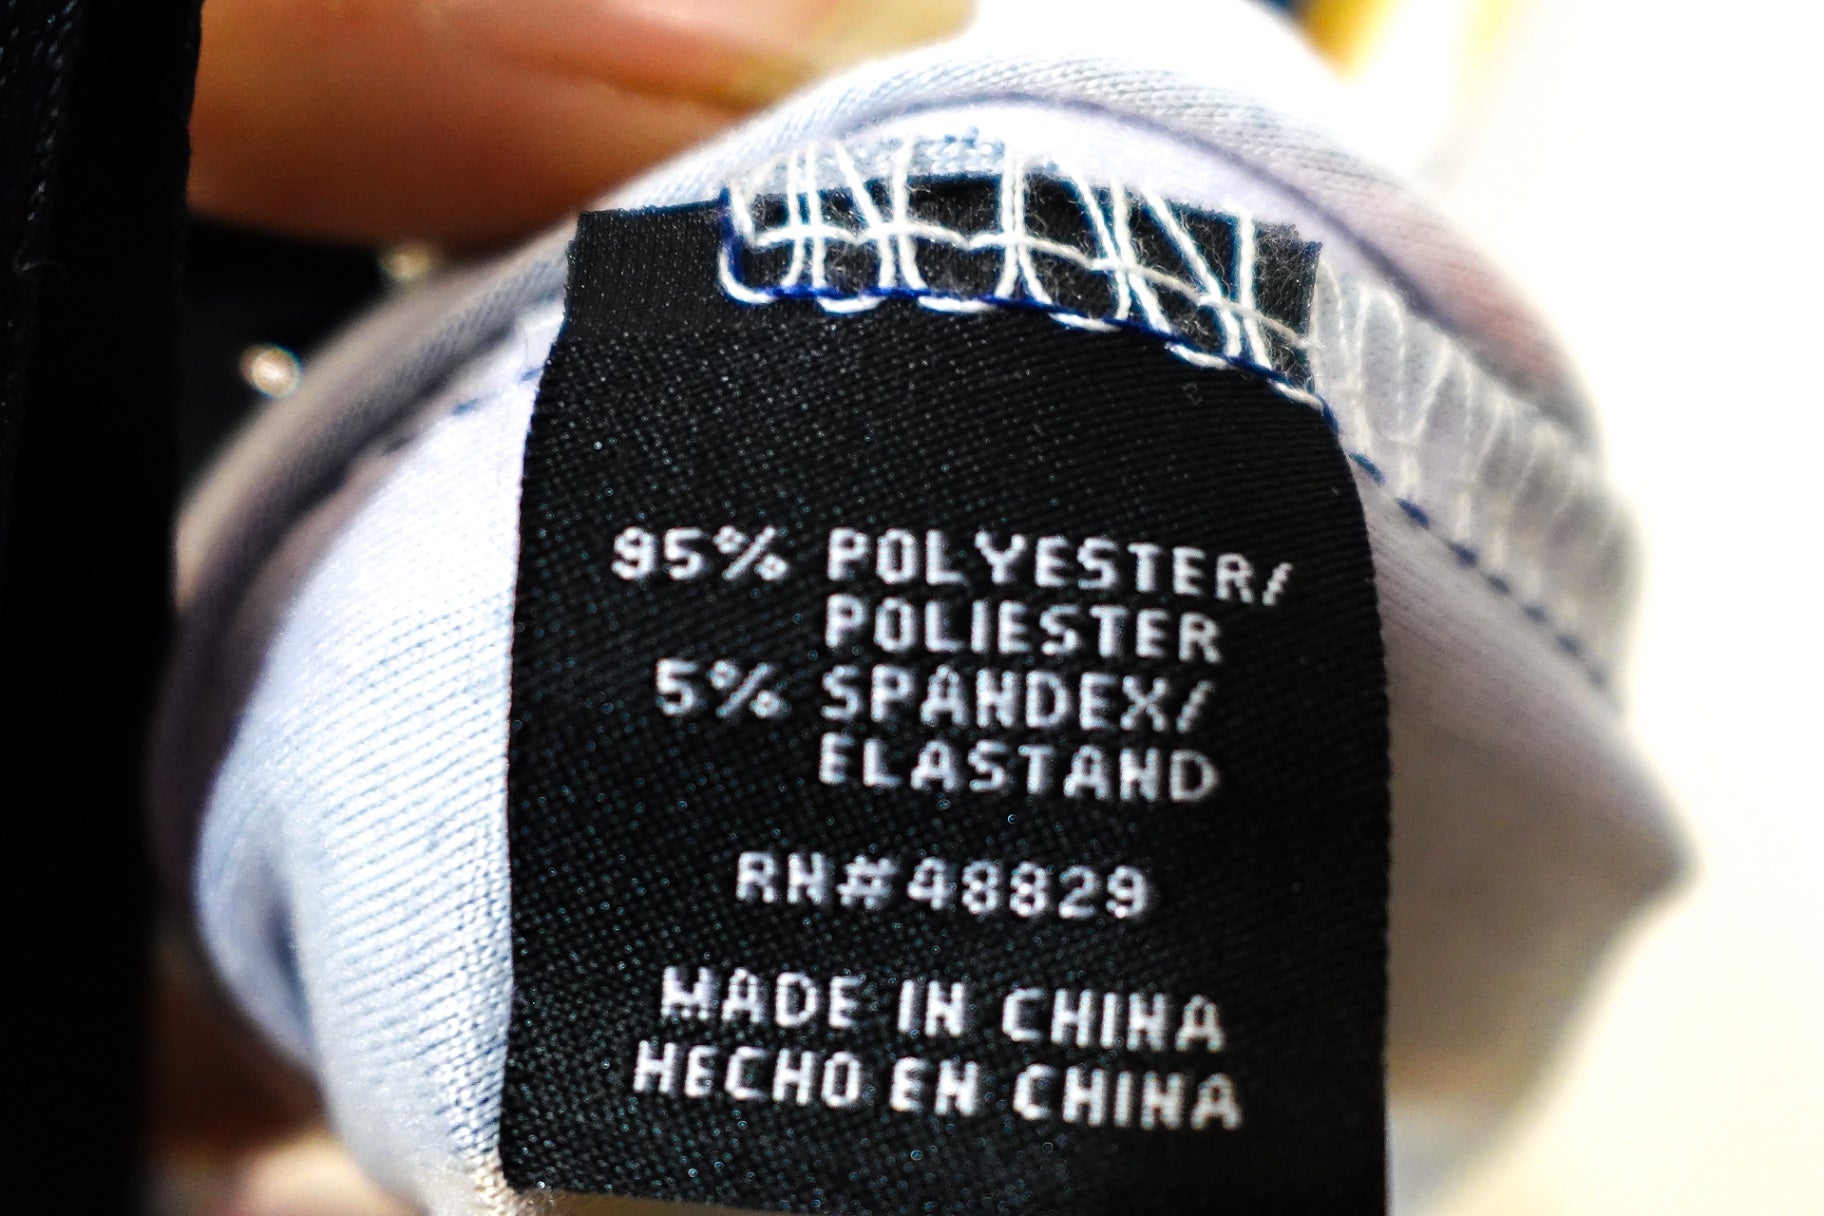 95% POLYESTER/
POLIESTER
5% SPANDEX/
ELASTAND
RN#48829
MADE IN CHINA
HECHO EN CHINA